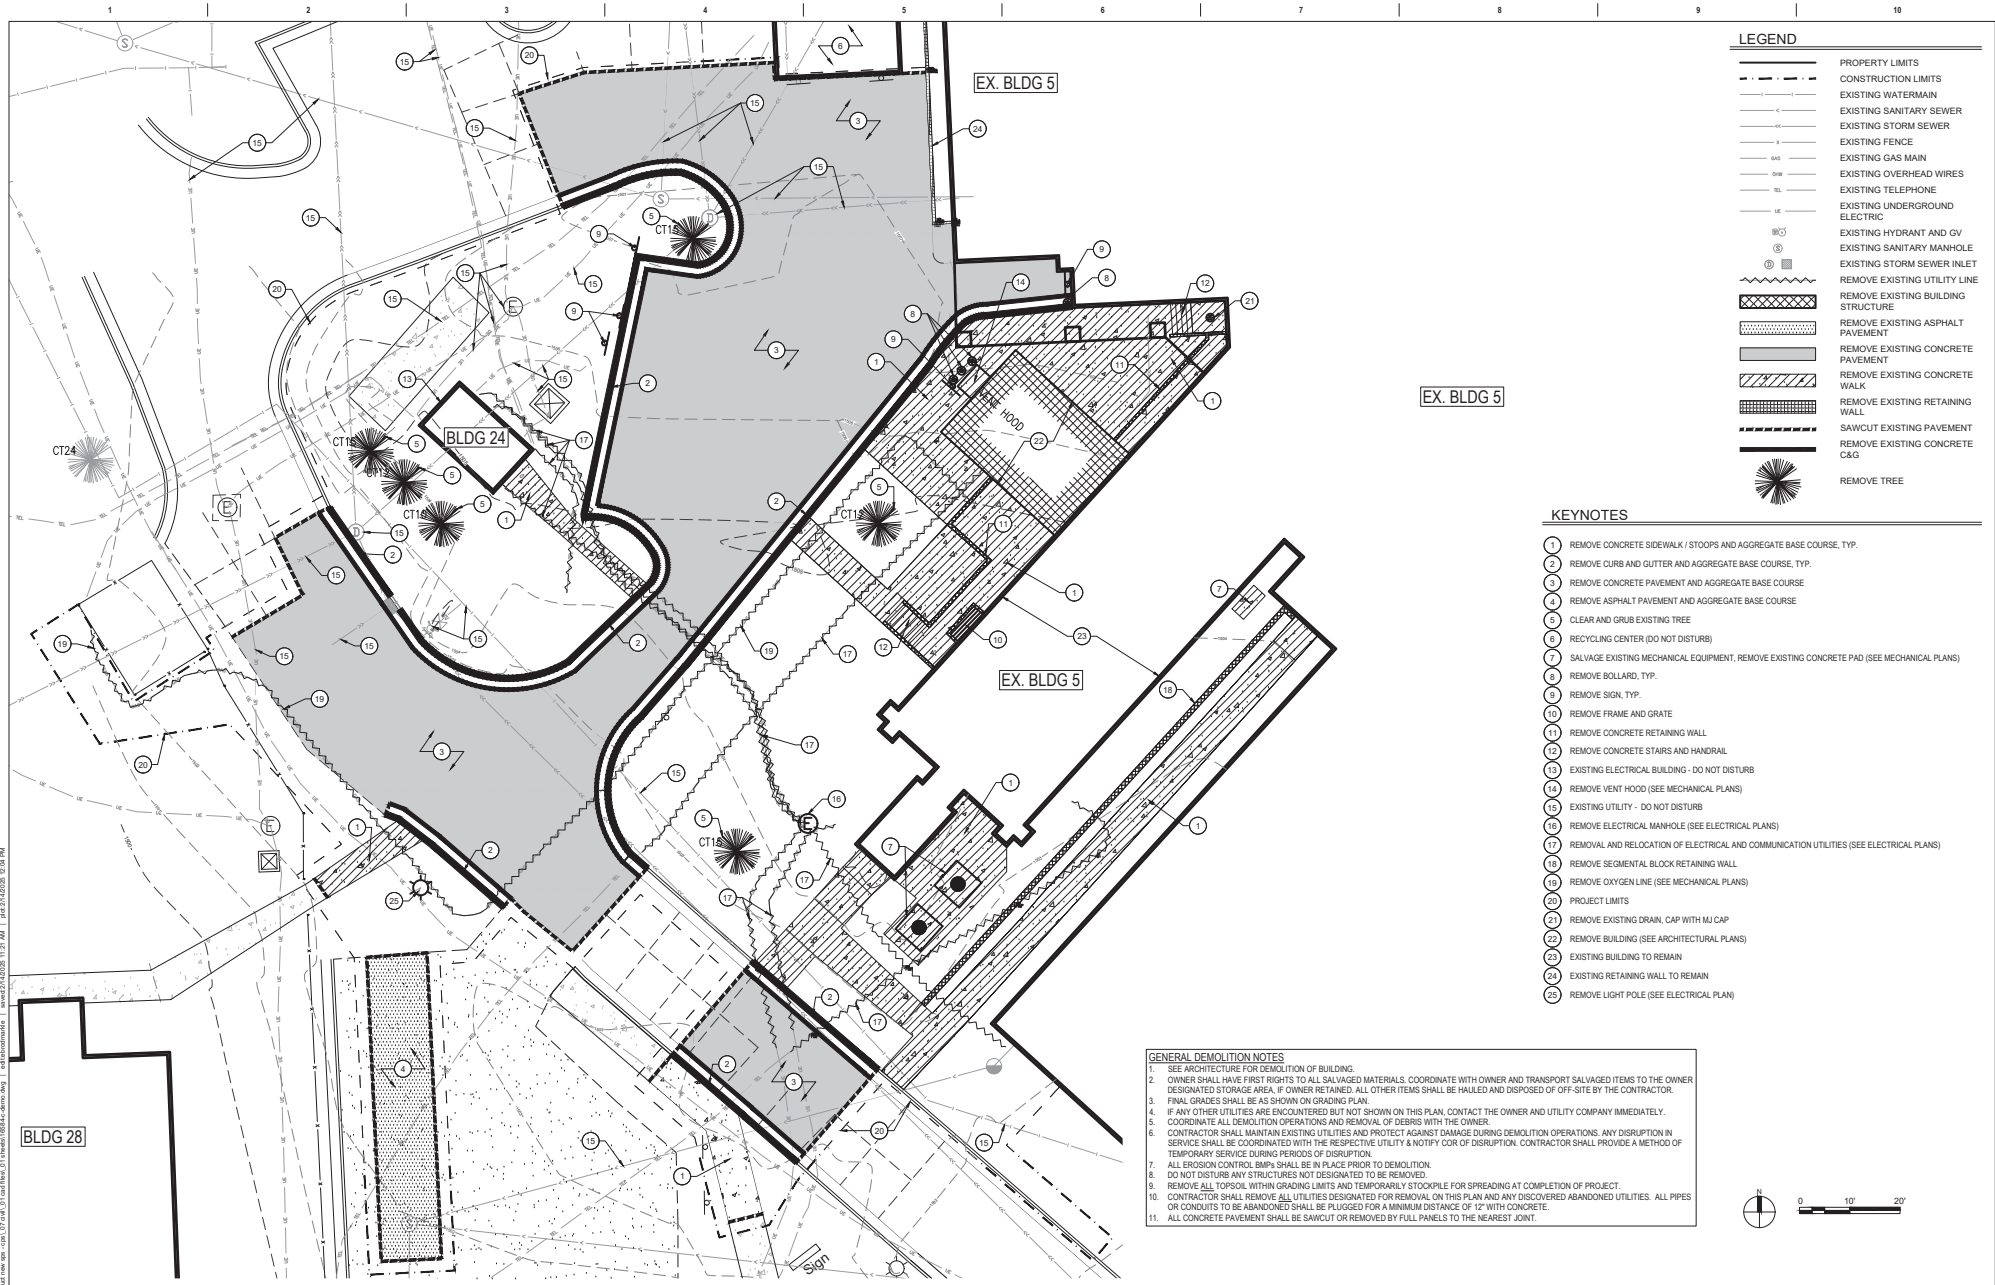 1 2 3 4 5 6 7 8 9 10
LEGEND
PROPERTY LIMITS
CONSTRUCTION LIMITS
EXISTING WATERMAIN
EXISTING SANITARY SEWER
EXISTING STORM SEWER
EXISTING FENCE
GAS EXISTING GAS MAIN
OHW EXISTING OVERHEAD WIRES
TEL EXISTING TELEPHONE
UE EXISTING UNDERGROUND
ELECTRIC
EXISTING HYDRANT AND GV
S EXISTING SANITARY MANHOLE
D EXISTING STORM SEWER INLET
REMOVE EXISTING UTILITY LINE
REMOVE EXISTING BUILDING
STRUCTURE
REMOVE EXISTING ASPHALT
PAVEMENT
REMOVE EXISTING CONCRETE
PAVEMENT
REMOVE EXISTING CONCRETE
WALK
REMOVE EXISTING RETAINING
WALL
SAWCUT EXISTING PAVEMENT
REMOVE EXISTING CONCRETE
C&G
REMOVE TREE
KEYNOTES
1 REMOVE CONCRETE SIDEWALK / STOOPS AND AGGREGATE BASE COURSE, TYP.
2 REMOVE CURB AND GUTTER AND AGGREGATE BASE COURSE, TYP.
3 REMOVE CONCRETE PAVEMENT AND AGGREGATE BASE COURSE
4 REMOVE ASPHALT PAVEMENT AND AGGREGATE BASE COURSE
5 CLEAR AND GRUB EXISTING TREE
6 RECYCLING CENTER (DO NOT DISTURB)
7 SALVAGE EXISTING MECHANICAL EQUIPMENT, REMOVE EXISTING CONCRETE PAD (SEE MECHANICAL PLANS)
8 REMOVE BOLLARD, TYP.
9 REMOVE SIGN, TYP.
10 REMOVE FRAME AND GRATE
11 REMOVE CONCRETE RETAINING WALL
12 REMOVE CONCRETE STAIRS AND HANDRAIL
13 EXISTING ELECTRICAL BUILDING - DO NOT DISTURB
14 REMOVE VENT HOOD (SEE MECHANICAL PLANS)
15 EXISTING UTILITY - DO NOT DISTURB
16 REMOVE ELECTRICAL MANHOLE (SEE ELECTRICAL PLANS)
17 REMOVAL AND RELOCATION OF ELECTRICAL AND COMMUNICATION UTILITIES (SEE ELECTRICAL PLANS)
18 REMOVE SEGMENTAL BLOCK RETAINING WALL
19 REMOVE OXYGEN LINE (SEE MECHANICAL PLANS)
20 PROJECT LIMITS
21 REMOVE EXISTING DRAIN, CAP WITH MJ CAP
22 REMOVE BUILDING (SEE ARCHITECTURAL PLANS)
23 EXISTING BUILDING TO REMAIN
24 EXISTING RETAINING WALL TO REMAIN
25 REMOVE LIGHT POLE (SEE ELECTRICAL PLAN)
GENERAL DEMOLITION NOTES
1. SEE ARCHITECTURE FOR DEMOLITION OF BUILDING.
2. OWNER SHALL HAVE FIRST RIGHTS TO ALL SALVAGED MATERIALS. COORDINATE WITH OWNER AND TRANSPORT SALVAGED ITEMS TO THE OWNER
DESIGNATED STORAGE AREA, IF OWNER RETAINED. ALL OTHER ITEMS SHALL BE HAULED AND DISPOSED OF OFF-SITE BY THE CONTRACTOR.
3. FINAL GRADES SHALL BE AS SHOWN ON GRADING PLAN.
4. IF ANY OTHER UTILITIES ARE ENCOUNTERED BUT NOT SHOWN ON THIS PLAN, CONTACT THE OWNER AND UTILITY COMPANY IMMEDIATELY.
5. COORDINATE ALL DEMOLITION OPERATIONS AND REMOVAL OF DEBRIS WITH THE OWNER.
6. CONTRACTOR SHALL MAINTAIN EXISTING UTILITIES AND PROTECT AGAINST DAMAGE DURING DEMOLITION OPERATIONS. ANY DISRUPTION IN
SERVICE SHALL BE COORDINATED WITH THE RESPECTIVE UTILITY & NOTIFY COR OF DISRUPTION. CONTRACTOR SHALL PROVIDE A METHOD OF
TEMPORARY SERVICE DURING PERIODS OF DISRUPTION.
7. ALL EROSION CONTROL BMPs SHALL BE IN PLACE PRIOR TO DEMOLITION.
8. DO NOT DISTURB ANY STRUCTURES NOT DESIGNATED TO BE REMOVED.
9. REMOVE ALL TOPSOIL WITHIN GRADING LIMITS AND TEMPORARILY STOCKPILE FOR SPREADING AT COMPLETION OF PROJECT.
10. CONTRACTOR SHALL REMOVE ALL UTILITIES DESIGNATED FOR REMOVAL ON THIS PLAN AND ANY DISCOVERED ABANDONED UTILITIES. ALL PIPES
OR CONDUITS TO BE ABANDONED SHALL BE PLUGGED FOR A MINIMUM DISTANCE OF 12" WITH CONCRETE.
11. ALL CONCRETE PAVEMENT SHALL BE SAWCUT OR REMOVED BY FULL PANELS TO THE NEAREST JOINT.
N
0 10' 20'
EX. BLDG 5
EX. BLDG 5
EX. BLDG 5
BLDG 24
BLDG 28
HOOD
CT24
CT15
CT15
Sign